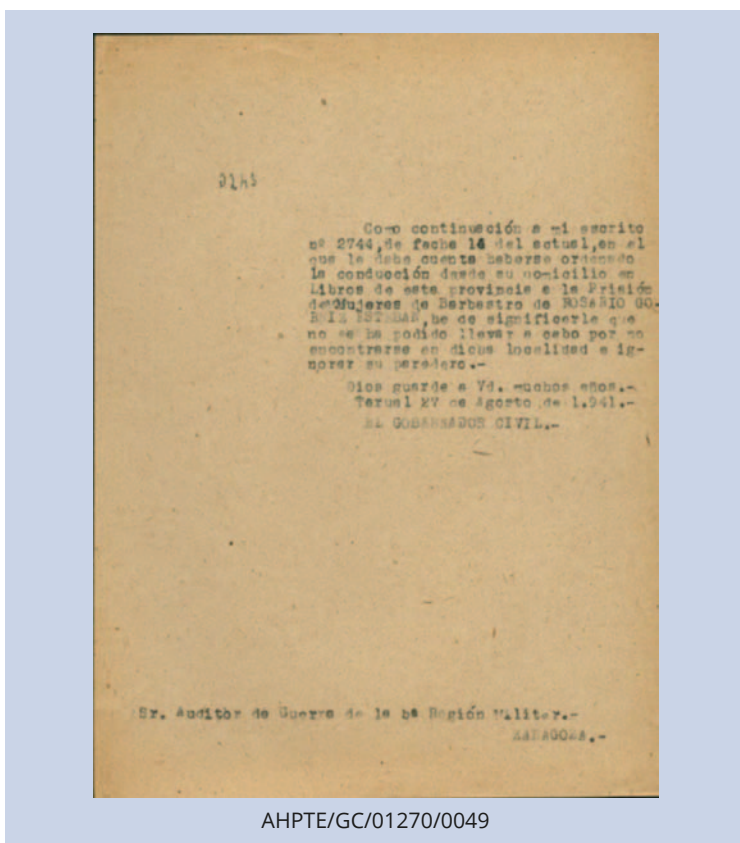 Como continuación a mi escrito
nº 2744, de fecha 14 del actual, en el
que le daba cuenta haberse ordenado
la conducción desde su domicilio en
Libros de esta provincia a la Prisión
de Mujeres de Barbastro de ROSARIO GO-
ESTEBAN, he de significarle que
no se ha podido llevar a cabo por no
encontrarse en dicha localidad e ig-
norar su paradero.-
Dios guarde a Vd. muchos años.-
Teruel de Agosto de 1.941.-
EL GOBERNADOR CIVIL.-
Sr. Auditor de Guerra de la 5ª Región Militar.-
ZARAGOZA.-
AHPTE/GC/01270/0049